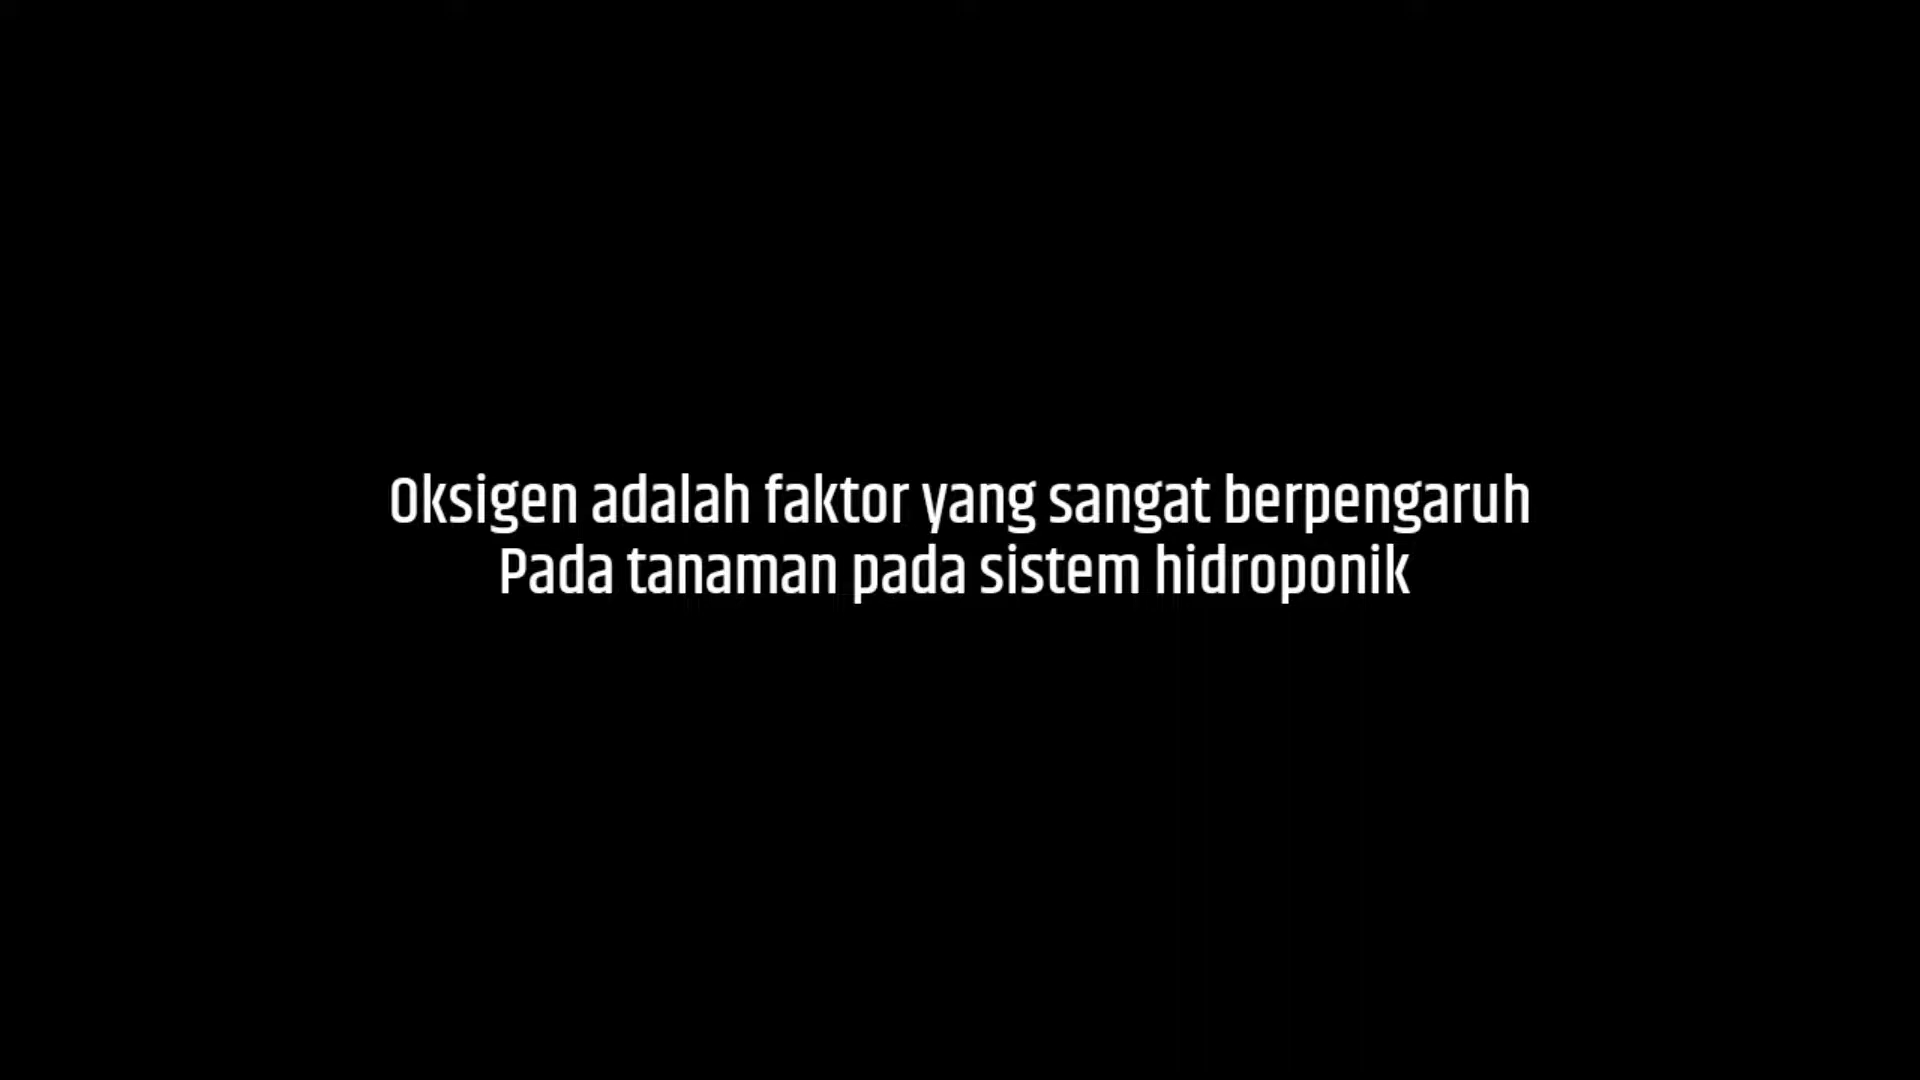 Oksigen adalah faktor yang sangat berpengaruh
Pada tanaman pada sistem hidroponik